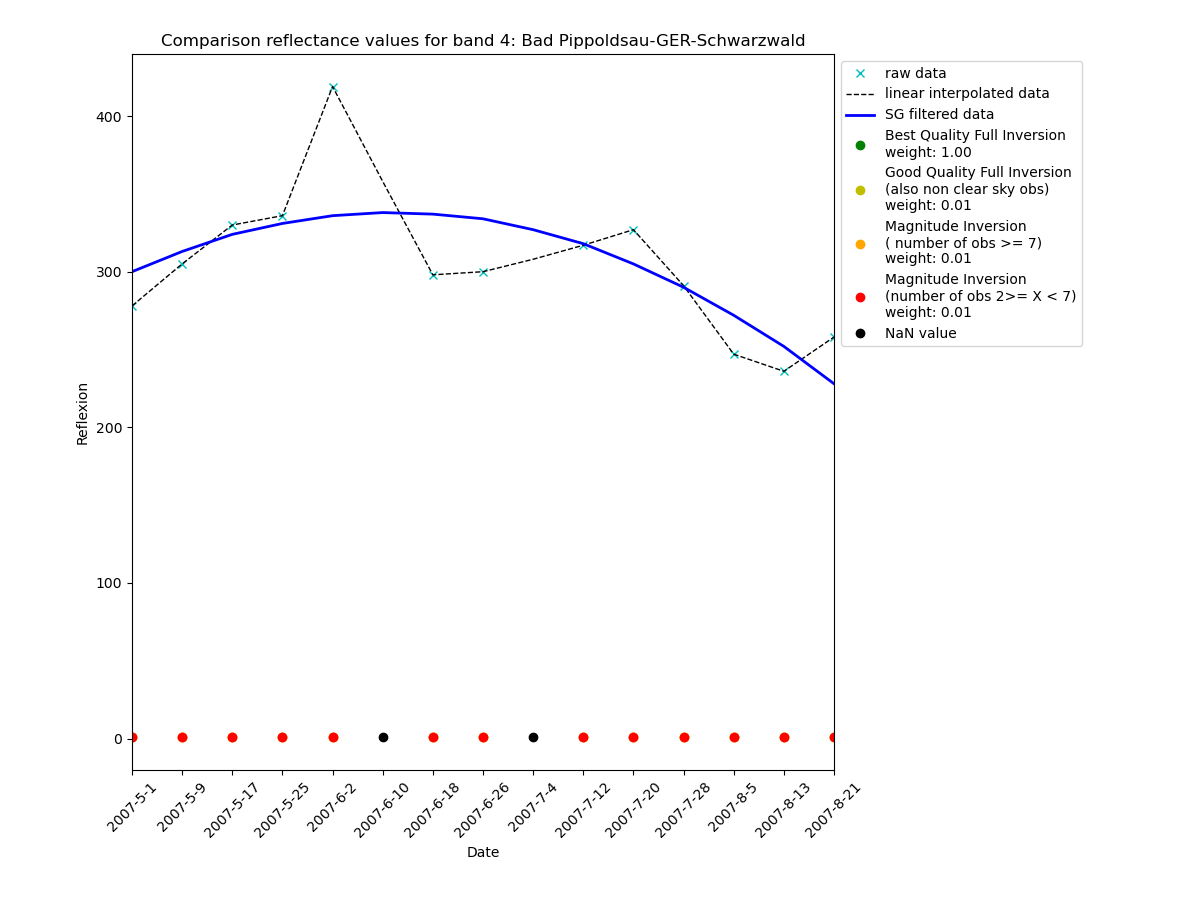 Comparison reflectance values for band 4: Bad Pippoldsau-GER-Schwarzwald
raw data
linear interpolated data
SG filtered data
Best Quality Full Inversion
weight: 1.00
Good Quality Full Inversion
(also non clear sky obs)
weight: 0.01
Magnitude Inversion
( number of obs >= 7)
weight: 0.01
Magnitude Inversion
(number of obs 2>= X < 7)
weight: 0.01
NaN value
400
300
200
100
0
Reflexion
2007-5-1
2007-5-9
2007-5-17
2007-5-25
2007-6-2
2007-6-10
2007-6-18
2007-6-26
2007-7-4
2007-7-12
2007-7-20
2007-7-28
2007-8-5
2007-8-13
2007-8-21
Date